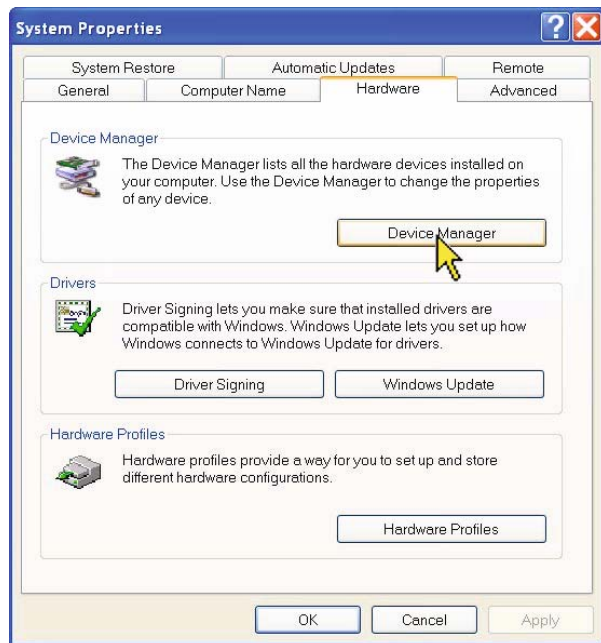 System Properties
System Restore Automatic Updates Remote
General Computer Name Hardware Advanced
Device Manager
The Device Manager lists all the hardware devices installed on
your computer. Use the Device Manager to change the properties
of any device.
Device Manager
Drivers
Driver Signing lets you make sure that installed drivers are
compatible with Windows. Windows Update lets you set up how
Windows connects to Windows Update for drivers.
Driver Signing Windows Update
Hardware Profiles
Hardware profiles provide a way for you to set up and store
different hardware configurations.
Hardware Profiles
OK Cancel Apply